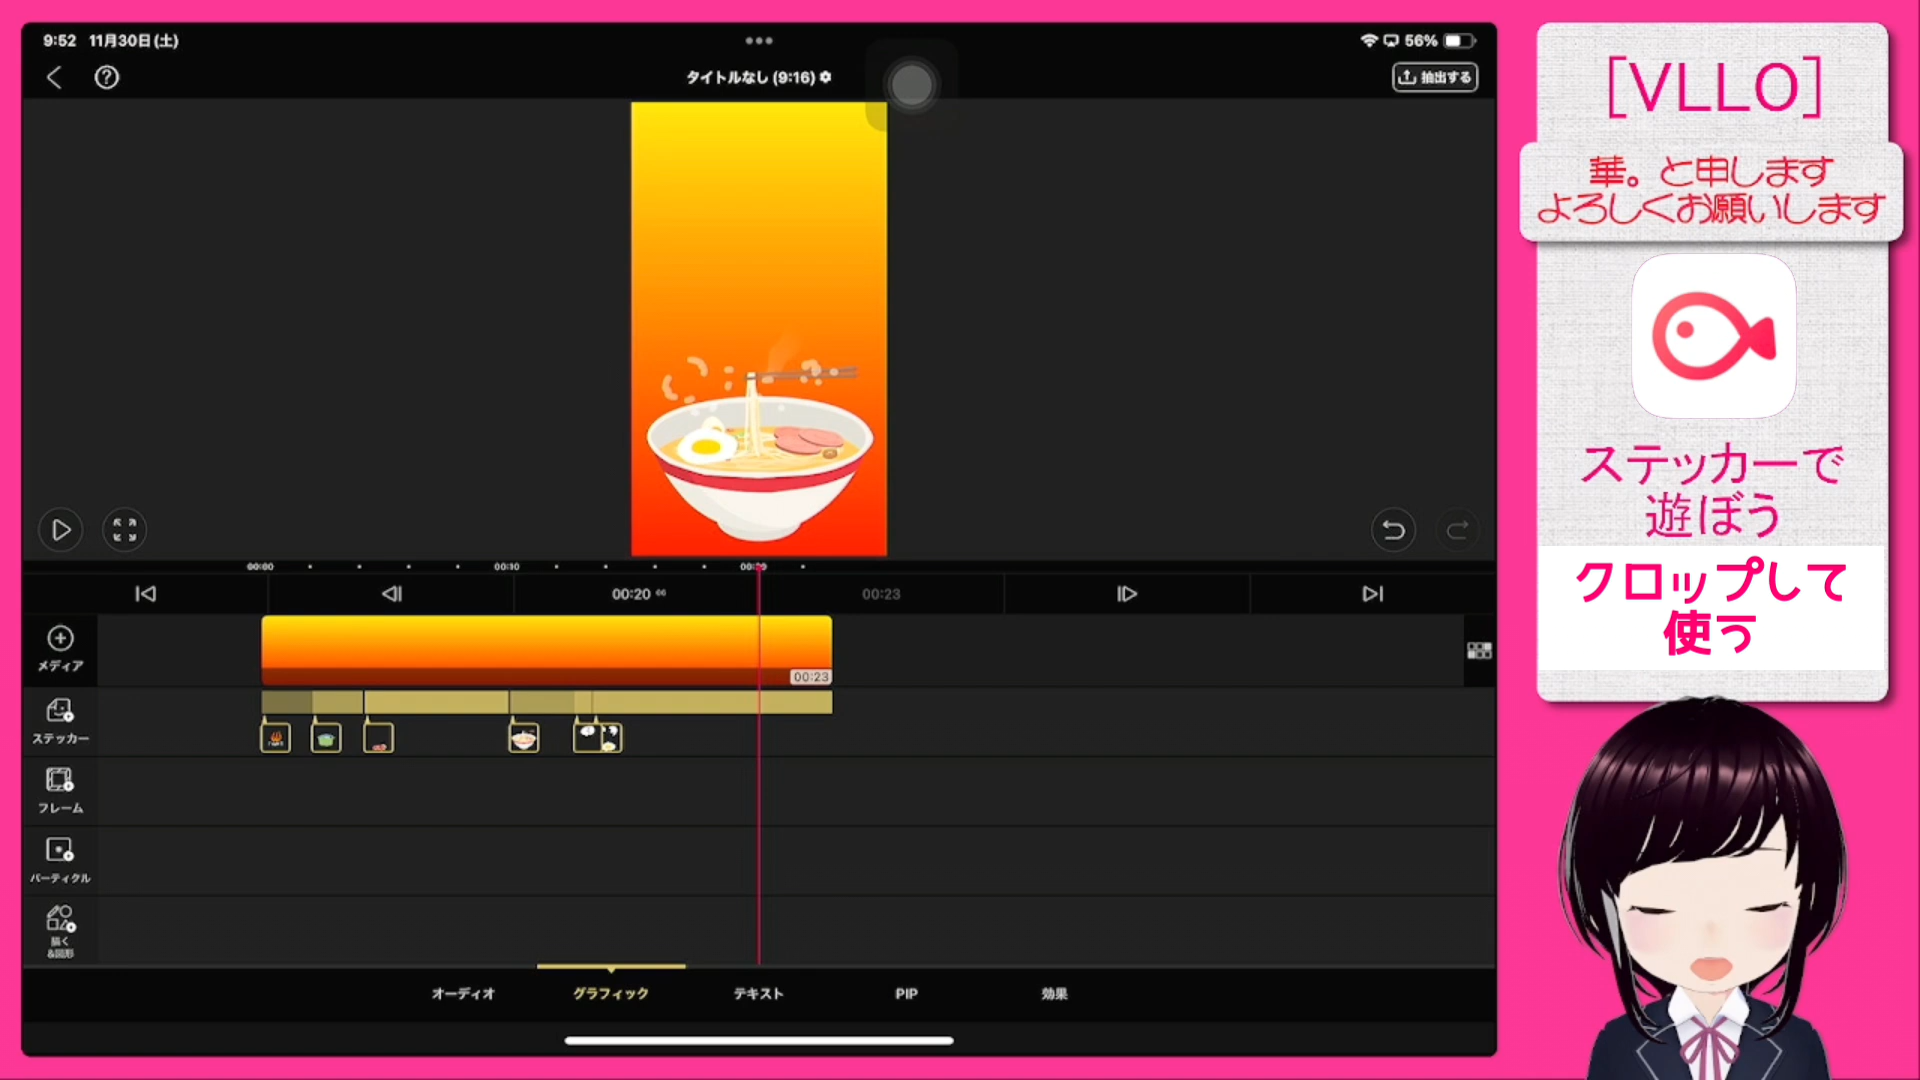 9:52 11月30日(土)
56%
タイトルなし (9:16)
抽出する
00:00
00:10
00:20
00:23
メディア
00:23
ステッカー
フレーム
パーティクル
描く
&図形
オーディオ
グラフィック
テキスト
PIP
効果
[VLLO]
華。と申します
よろしくお願いします
ステッカーで
遊ぼう
クロップして
使う